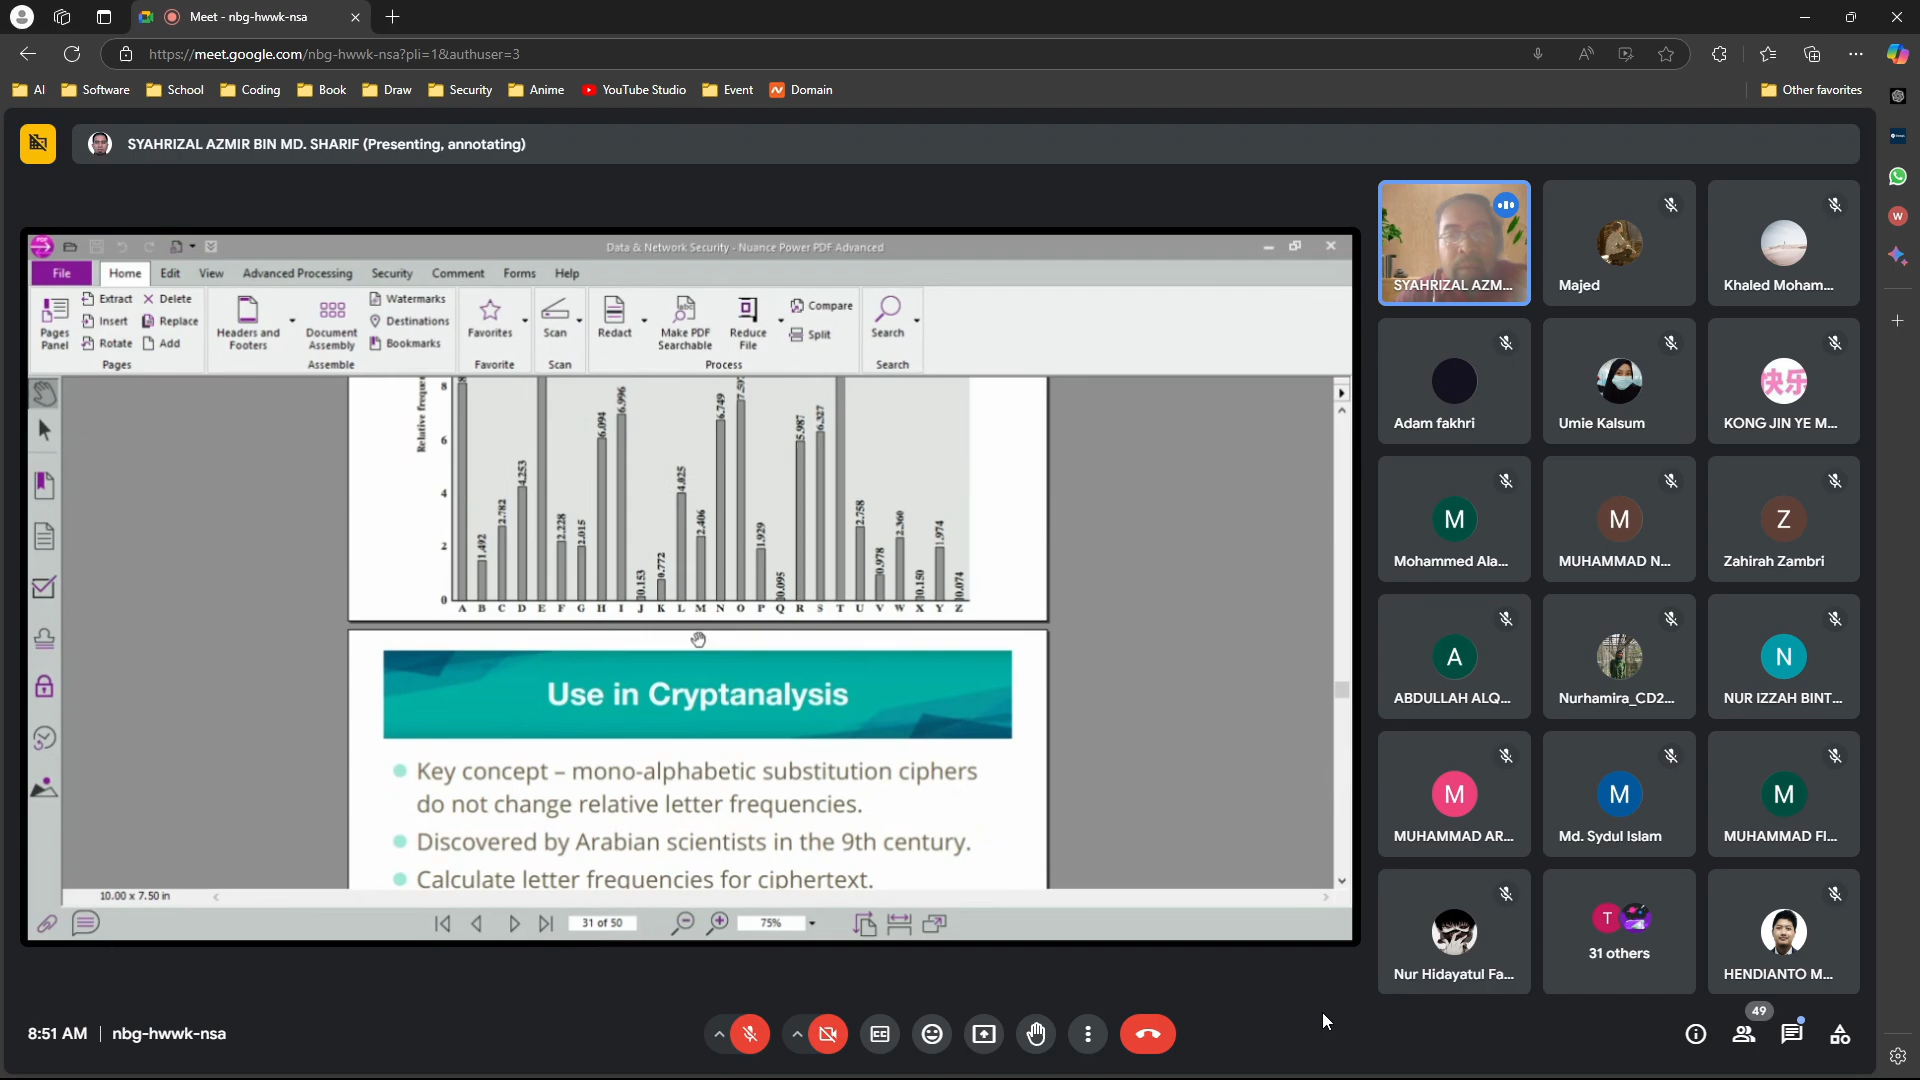 Meet - nbg-hwwk-nsa
https://meet.google.com/nbg-hwwk-nsa?pli=1&authuser=3
AI Software School Coding Book Draw Security Anime YouTube Studio Event Domain Other favorites
SYAHRIZAL AZMIR BIN MD. SHARIF (Presenting, annotating)
Data & Network Security - Nuance Power PDF Advanced
File Home Edit View Advanced Processing Security Comment Forms Help
Pages Panel
Extract Delete
Insert Replace
Rotate Add
Pages
Headers and Footers
Document Assembly
Watermarks
Destinations
Bookmarks
Assemble
Favorites
Favorite
Scan
Scan
Redact
Make PDF Searchable
Reduce File
Compare
Split
Process
Search
Search
8
6
4
2
0
1.492
2.782
4.253
2.228
2.015
6.094
6.996
0.153
0.772
4.025
2.406
6.749
1.929
0.095
5.987
6.327
2.758
0.978
2.360
0.150
1.974
0.074
A B C D E F G H I J K L M N O P Q R S T U V W X Y Z
Use in Cryptanalysis
Key concept – mono-alphabetic substitution ciphers
do not change relative letter frequencies.
Discovered by Arabian scientists in the 9th century.
Calculate letter frequencies for ciphertext.
10.00 x 7.50 in
31 of 50
75%
SYAHRIZAL AZM...
Majed
Khaled Moham...
Adam fakhri
Umie Kalsum
快乐
KONG JIN YE M...
M
Mohammed Ala...
M
MUHAMMAD N...
Z
Zahirah Zambri
A
ABDULLAH ALQ...
Nurhamira_CD2...
N
NUR IZZAH BINT...
M
MUHAMMAD AR...
M
Md. Sydul Islam
M
MUHAMMAD FI...
Nur Hidayatul Fa...
T
31 others
HENDIANTO M...
8:51 AM | nbg-hwwk-nsa
49